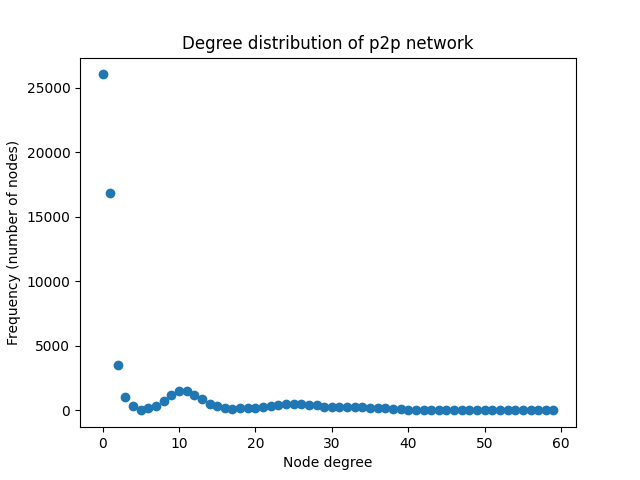 Degree distribution of p2p network
Frequency (number of nodes)
25000
20000
15000
10000
5000
0
0 10 20 30 40 50 60
Node degree